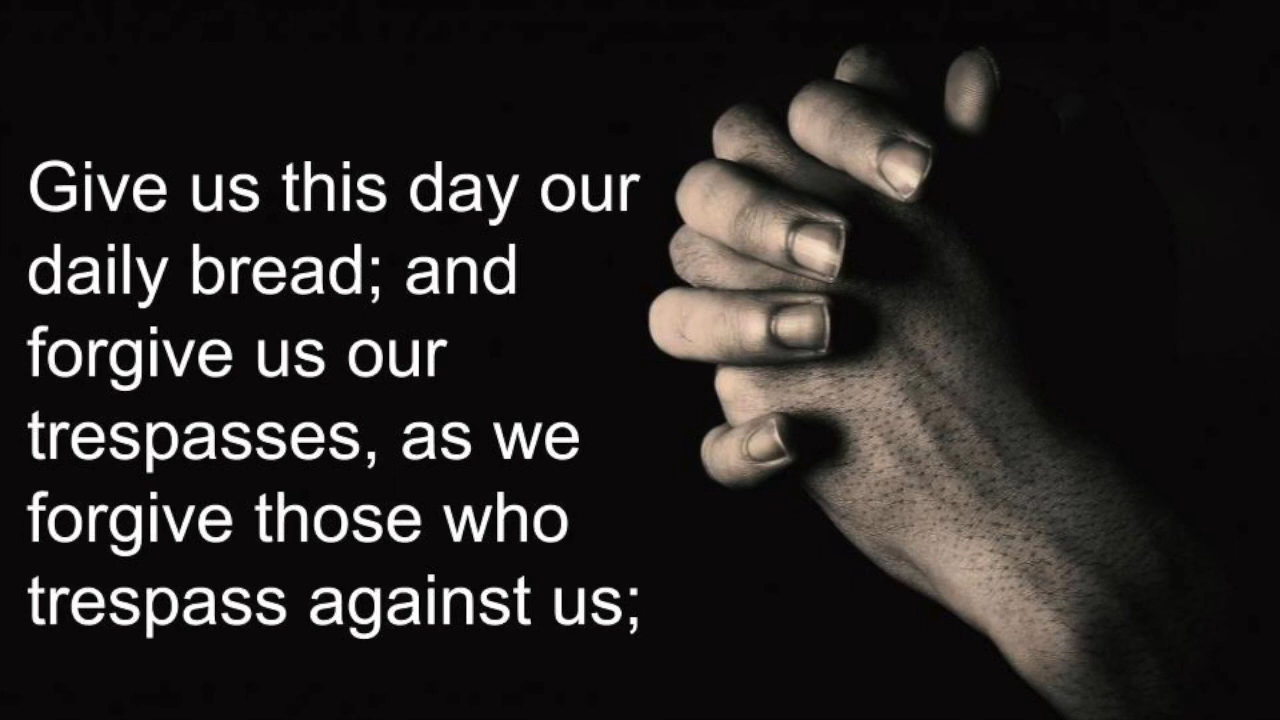 Give us this day our
daily bread; and
forgive us our
trespasses, as we
forgive those who
trespass against us;